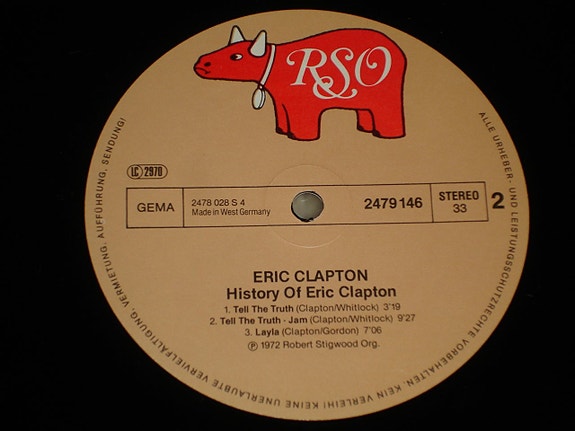 RSO
LC 2970
GEMA
2478 028 S 4
Made in West Germany
2479 146
STEREO
33
2
ERIC CLAPTON
History Of Eric Clapton
1. Tell The Truth (Clapton/Whitlock) 3'19
2. Tell The Truth - Jam (Clapton/Whitlock) 9'27
3. Layla (Clapton/Gordon) 7'06
Ⓟ 1972 Robert Stigwood Org.
ALLE URHEBER- UND LEISTUNGSSCHUTZRECHTE VORBEHALTEN. KEIN VERLEIH! KEINE UNERLAUBTE VERVIELFÄLTIGUNG, VERMIETUNG, AUFFÜHRUNG, SENDUNG!